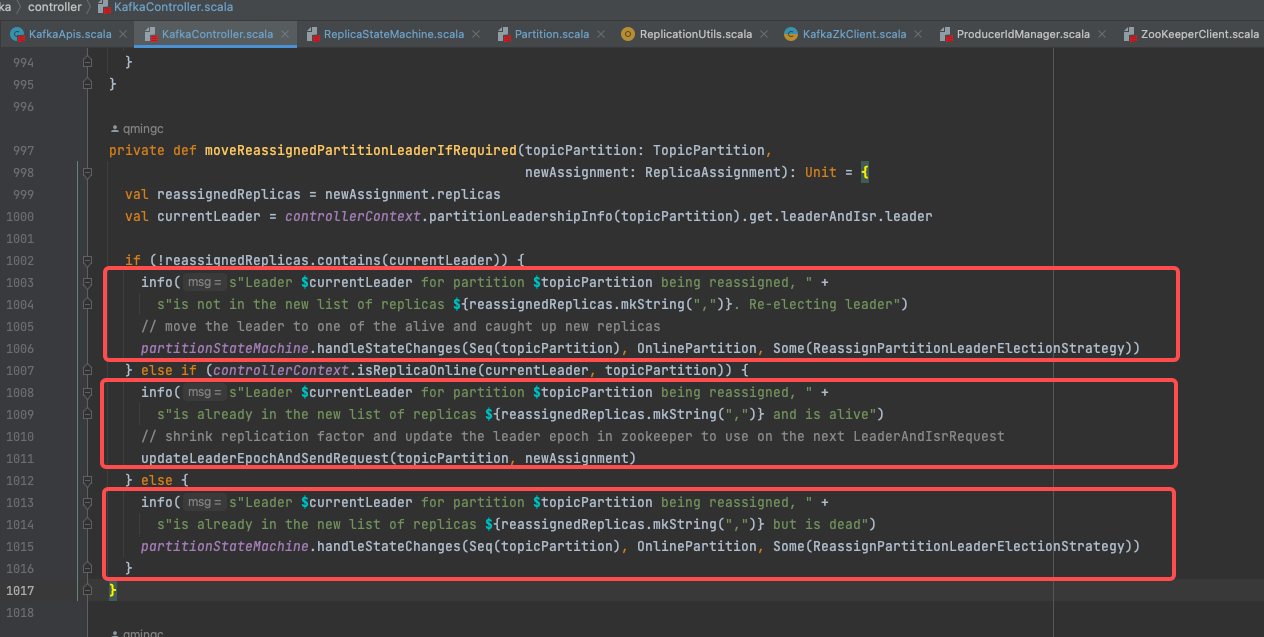 ka > controller > KafkaController.scala
KafkaApis.scala × KafkaController.scala × ReplicaStateMachine.scala × Partition.scala × ReplicationUtils.scala × KafkaZkClient.scala × ProducerIdManager.scala × ZooKeeperClient.scala
994 }
995 }
996
qmingc
997 private def moveReassignedPartitionLeaderIfRequired(topicPartition: TopicPartition,
998 newAssignment: ReplicaAssignment): Unit = {
999 val reassignedReplicas = newAssignment.replicas
1000 val currentLeader = controllerContext.partitionLeadershipInfo(topicPartition).get.leaderAndIsr.leader
1001
1002 if (!reassignedReplicas.contains(currentLeader)) {
1003 info( msg = s"Leader $currentLeader for partition $topicPartition being reassigned, " +
1004 s"is not in the new list of replicas ${reassignedReplicas.mkString(",")}. Re-electing leader")
1005 // move the leader to one of the alive and caught up new replicas
1006 partitionStateMachine.handleStateChanges(Seq(topicPartition), OnlinePartition, Some(ReassignPartitionLeaderElectionStrategy))
1007 } else if (controllerContext.isReplicaOnline(currentLeader, topicPartition)) {
1008 info( msg = s"Leader $currentLeader for partition $topicPartition being reassigned, " +
1009 s"is already in the new list of replicas ${reassignedReplicas.mkString(",")} and is alive")
1010 // shrink replication factor and update the leader epoch in zookeeper to use on the next LeaderAndIsrRequest
1011 updateLeaderEpochAndSendRequest(topicPartition, newAssignment)
1012 } else {
1013 info( msg = s"Leader $currentLeader for partition $topicPartition being reassigned, " +
1014 s"is already in the new list of replicas ${reassignedReplicas.mkString(",")} but is dead")
1015 partitionStateMachine.handleStateChanges(Seq(topicPartition), OnlinePartition, Some(ReassignPartitionLeaderElectionStrategy))
1016 }
1017 }
1018
qmingc